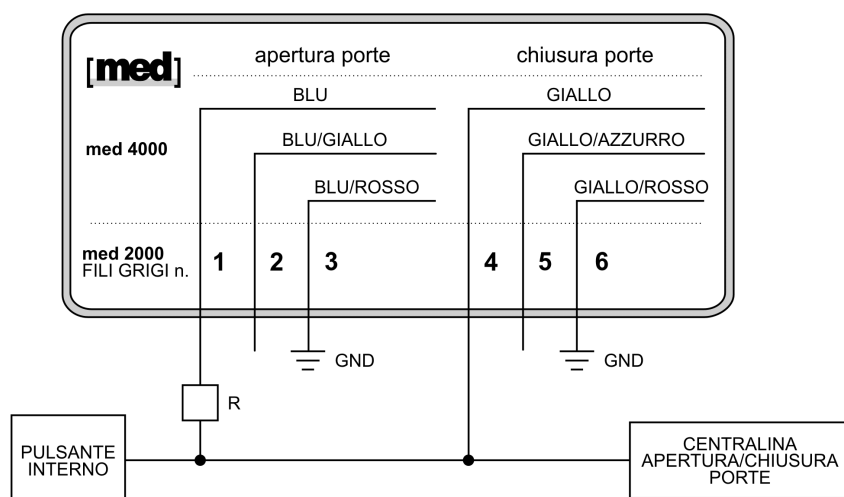 [med]
apertura porte
chiusura porte
BLU
GIALLO
med 4000
BLU/GIALLO
GIALLO/AZZURRO
BLU/ROSSO
GIALLO/ROSSO
med 2000
FILI GRIGI n.
1
2
3
4
5
6
GND
GND
R
PULSANTE
INTERNO
CENTRALINA
APERTURA/CHIUSURA
PORTE